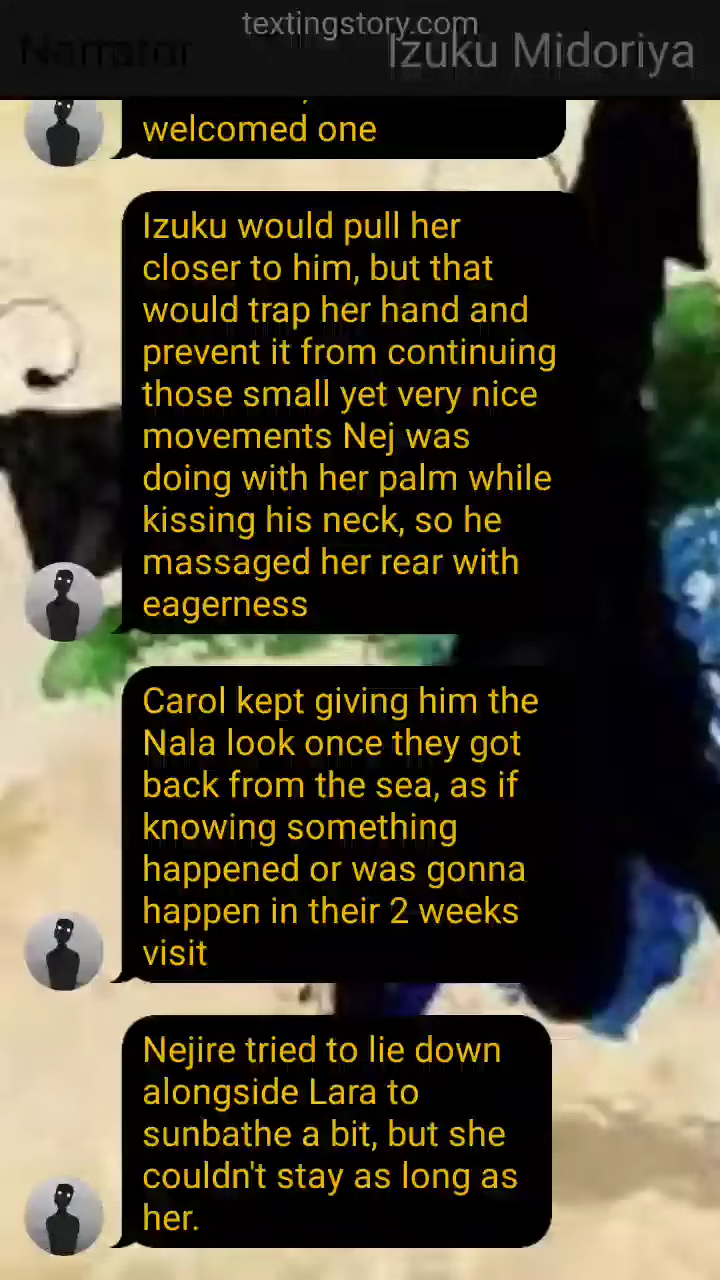 textingstory.com
Narrator
Izuku Midoriya
welcomed one
Izuku would pull her
closer to him, but that
would trap her hand and
prevent it from continuing
those small yet very nice
movements Nej was
doing with her palm while
kissing his neck, so he
massaged her rear with
eagerness
Carol kept giving him the
Nala look once they got
back from the sea, as if
knowing something
happened or was gonna
happen in their 2 weeks
visit
Nejire tried to lie down
alongside Lara to
sunbathe a bit, but she
couldn't stay as long as
her.